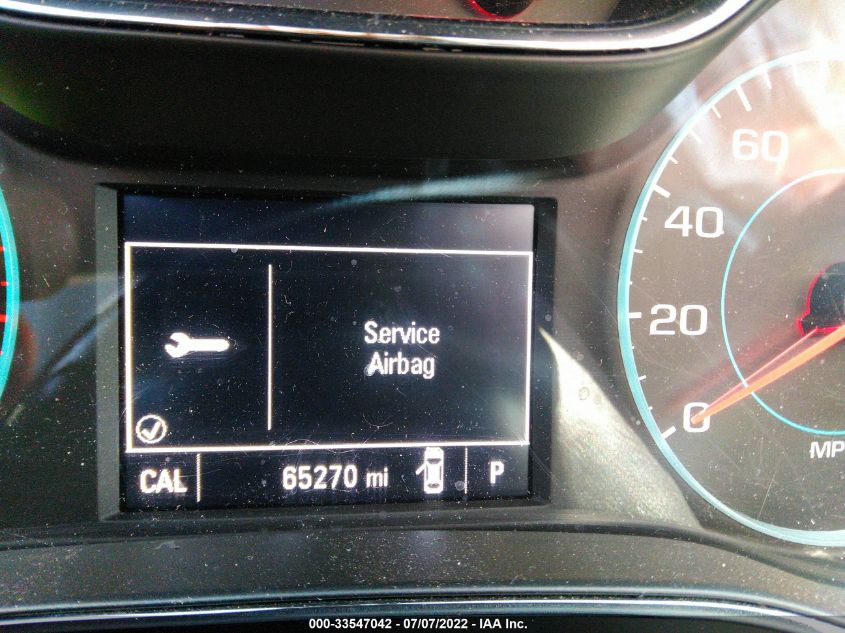 60
40
20
0
MP
Service
Airbag
CAL
65270 mi
P
000-33547042 - 07/07/2022 - IAA Inc.